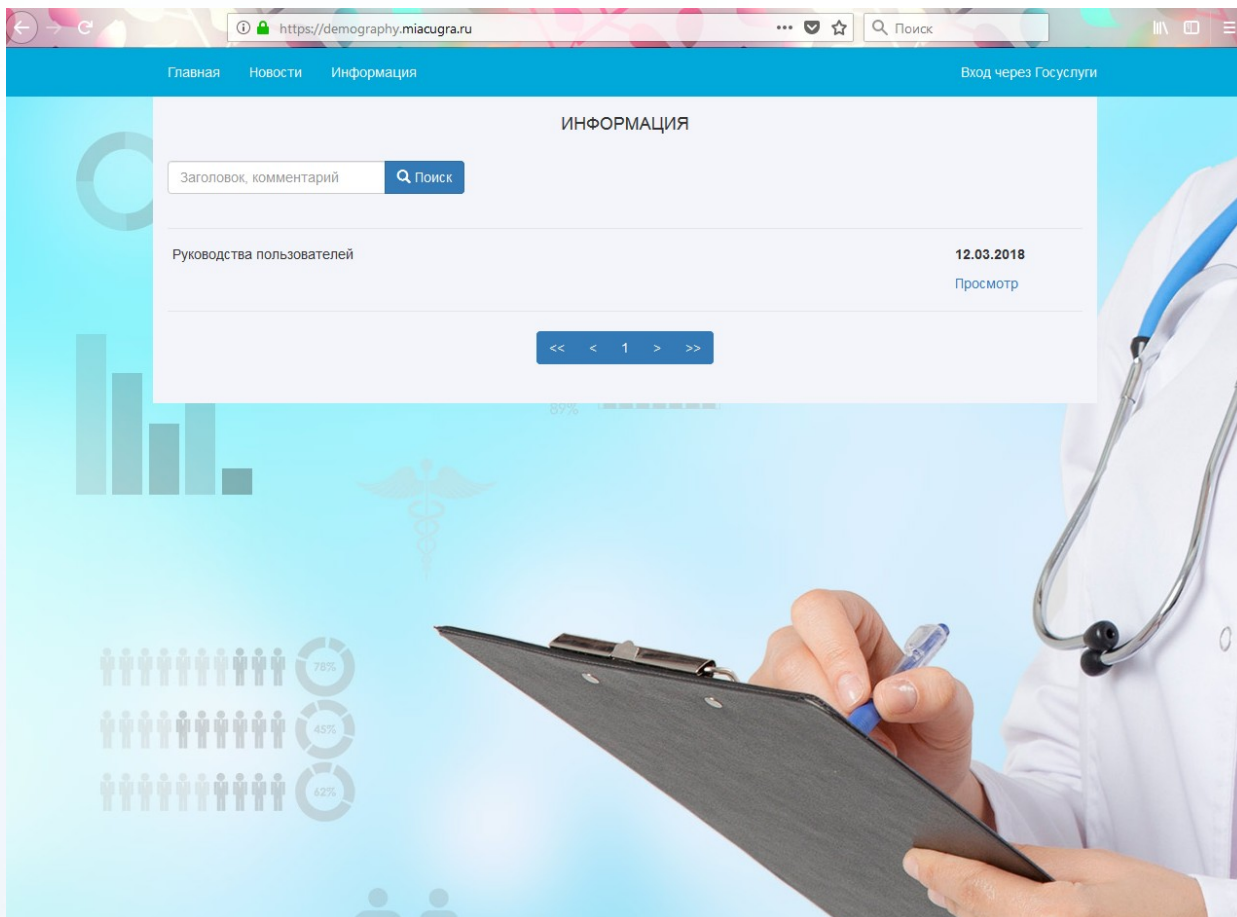 https://demography.miacugra.ru
Поиск
Главная Новости Информация Вход через Госуслуги
ИНФОРМАЦИЯ
Заголовок, комментарий Поиск
Руководства пользователей 12.03.2018
Просмотр
<< < 1 > >>
89%
78%
45%
62%